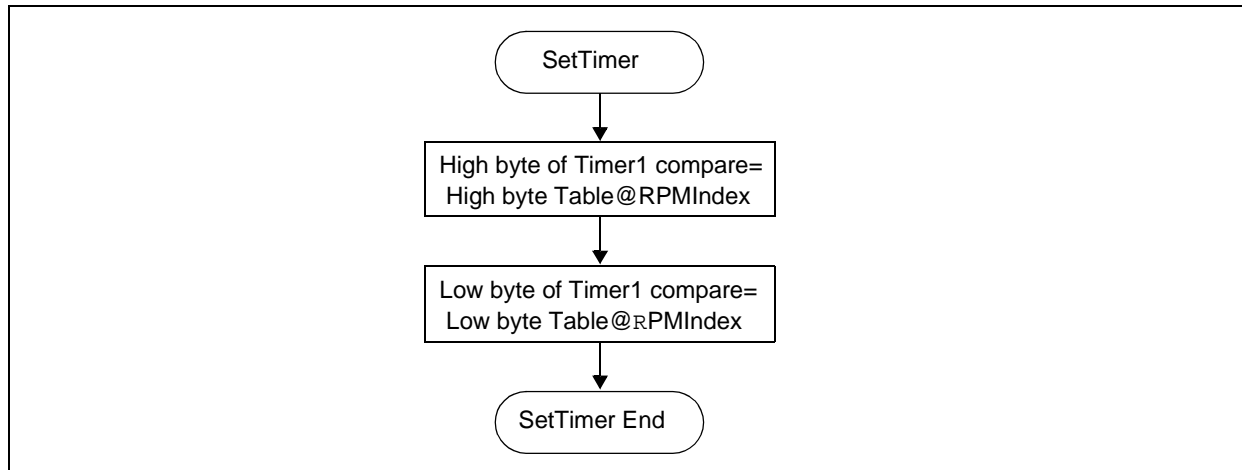 SetTimer
High byte of Timer1 compare=
High byte Table@RPMIndex
Low byte of Timer1 compare=
Low byte Table@RPMIndex
SetTimer End